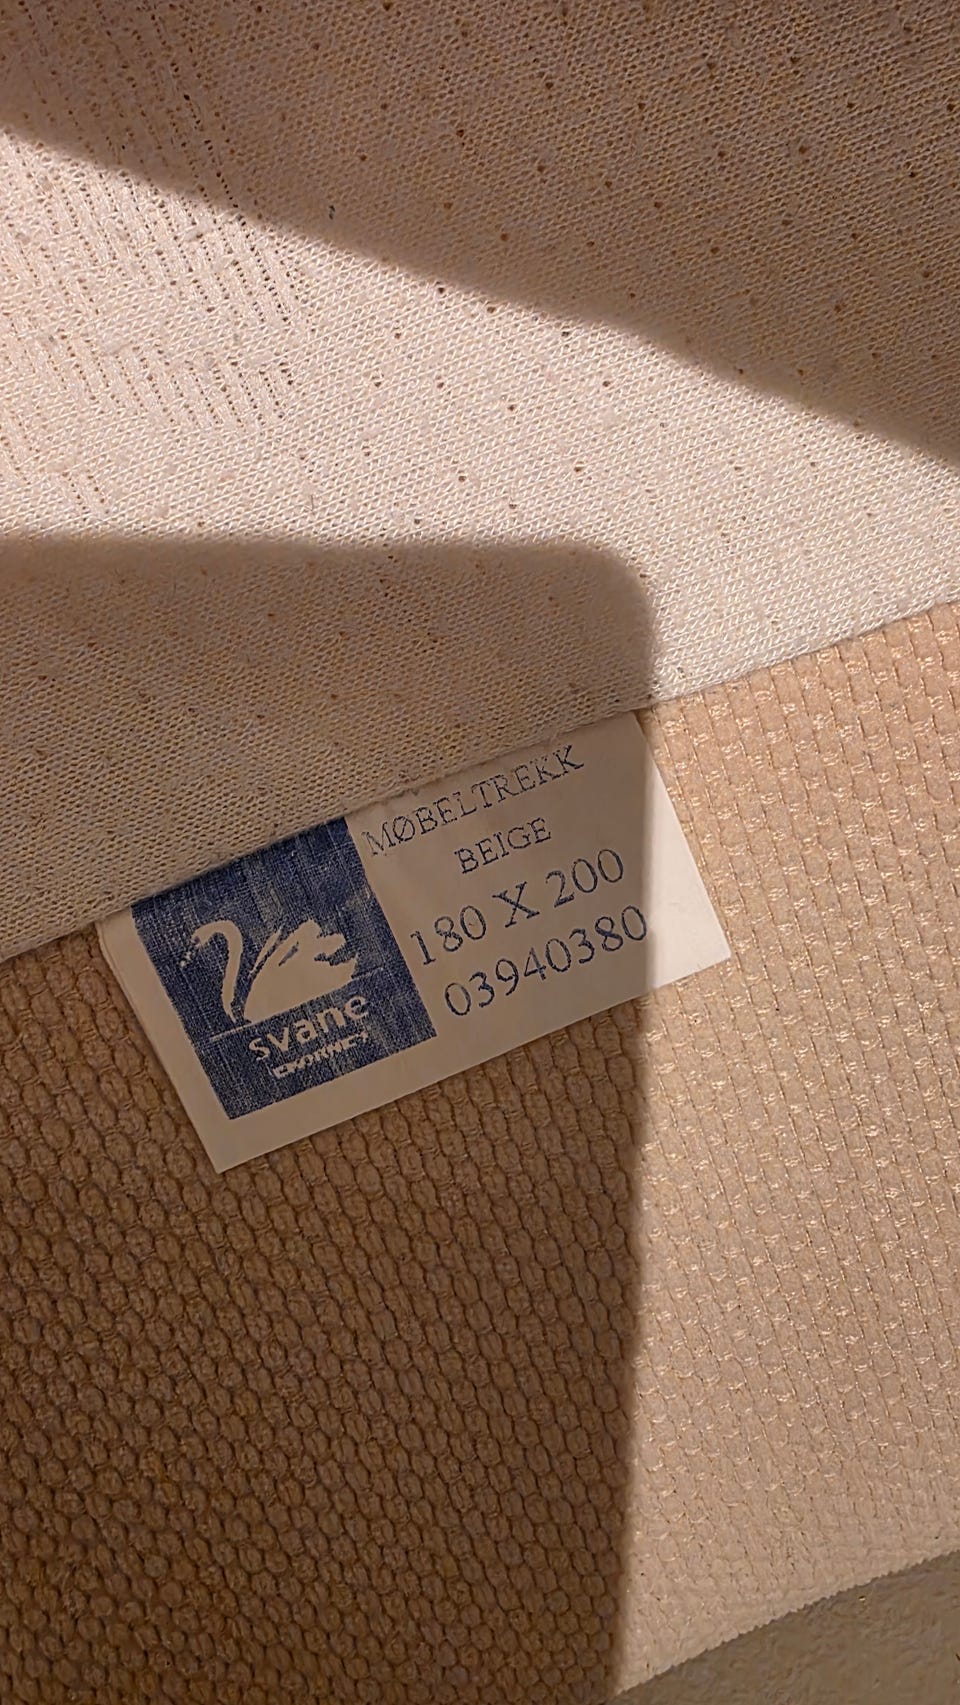 MØBELTREKK
BEIGE
180 X 200
03940380
svane